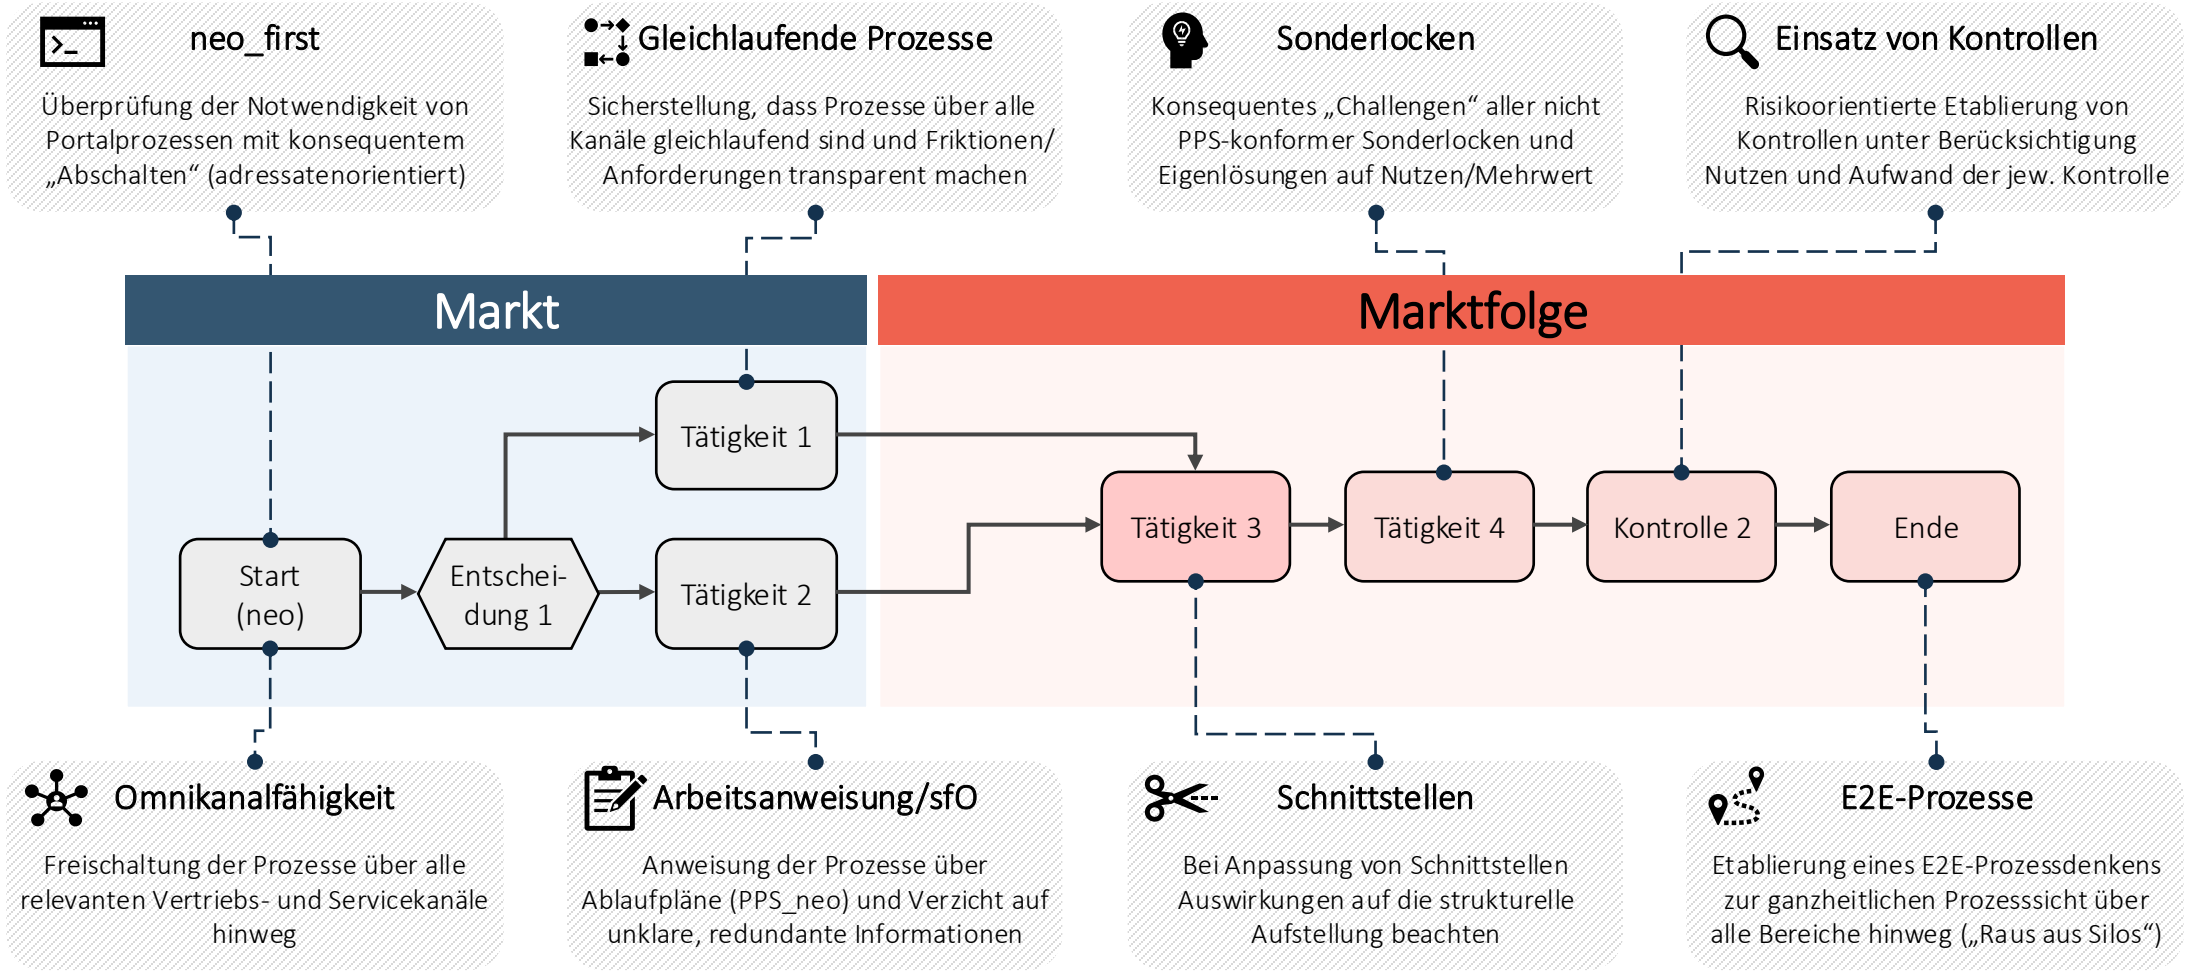 neo_first
Überprüfung der Notwendigkeit von
Portalprozessen mit konsequentem
„Abschalten“ (adressatenorientiert)
Gleichlaufende Prozesse
Sicherstellung, dass Prozesse über alle
Kanäle gleichlaufend sind und Friktionen/
Anforderungen transparent machen
Sonderlocken
Konsequentes „Challengen“ aller nicht
PPS-konformer Sonderlocken und
Eigenlösungen auf Nutzen/Mehrwert
Einsatz von Kontrollen
Risikoorientierte Etablierung von
Kontrollen unter Berücksichtigung
Nutzen und Aufwand der jew. Kontrolle
Markt
Marktfolge
Start
(neo)
Entschei-
dung 1
Tätigkeit 1
Tätigkeit 2
Tätigkeit 3
Tätigkeit 4
Kontrolle 2
Ende
Omnikanalfähigkeit
Freischaltung der Prozesse über alle
relevanten Vertriebs- und Servicekanäle
hinweg
Arbeitsanweisung/sfO
Anweisung der Prozesse über
Ablaufpläne (PPS_neo) und Verzicht auf
unklare, redundante Informationen
Schnittstellen
Bei Anpassung von Schnittstellen
Auswirkungen auf die strukturelle
Aufstellung beachten
E2E-Prozesse
Etablierung eines E2E-Prozessdenkens
zur ganzheitlichen Prozesssicht über
alle Bereiche hinweg („Raus aus Silos“)